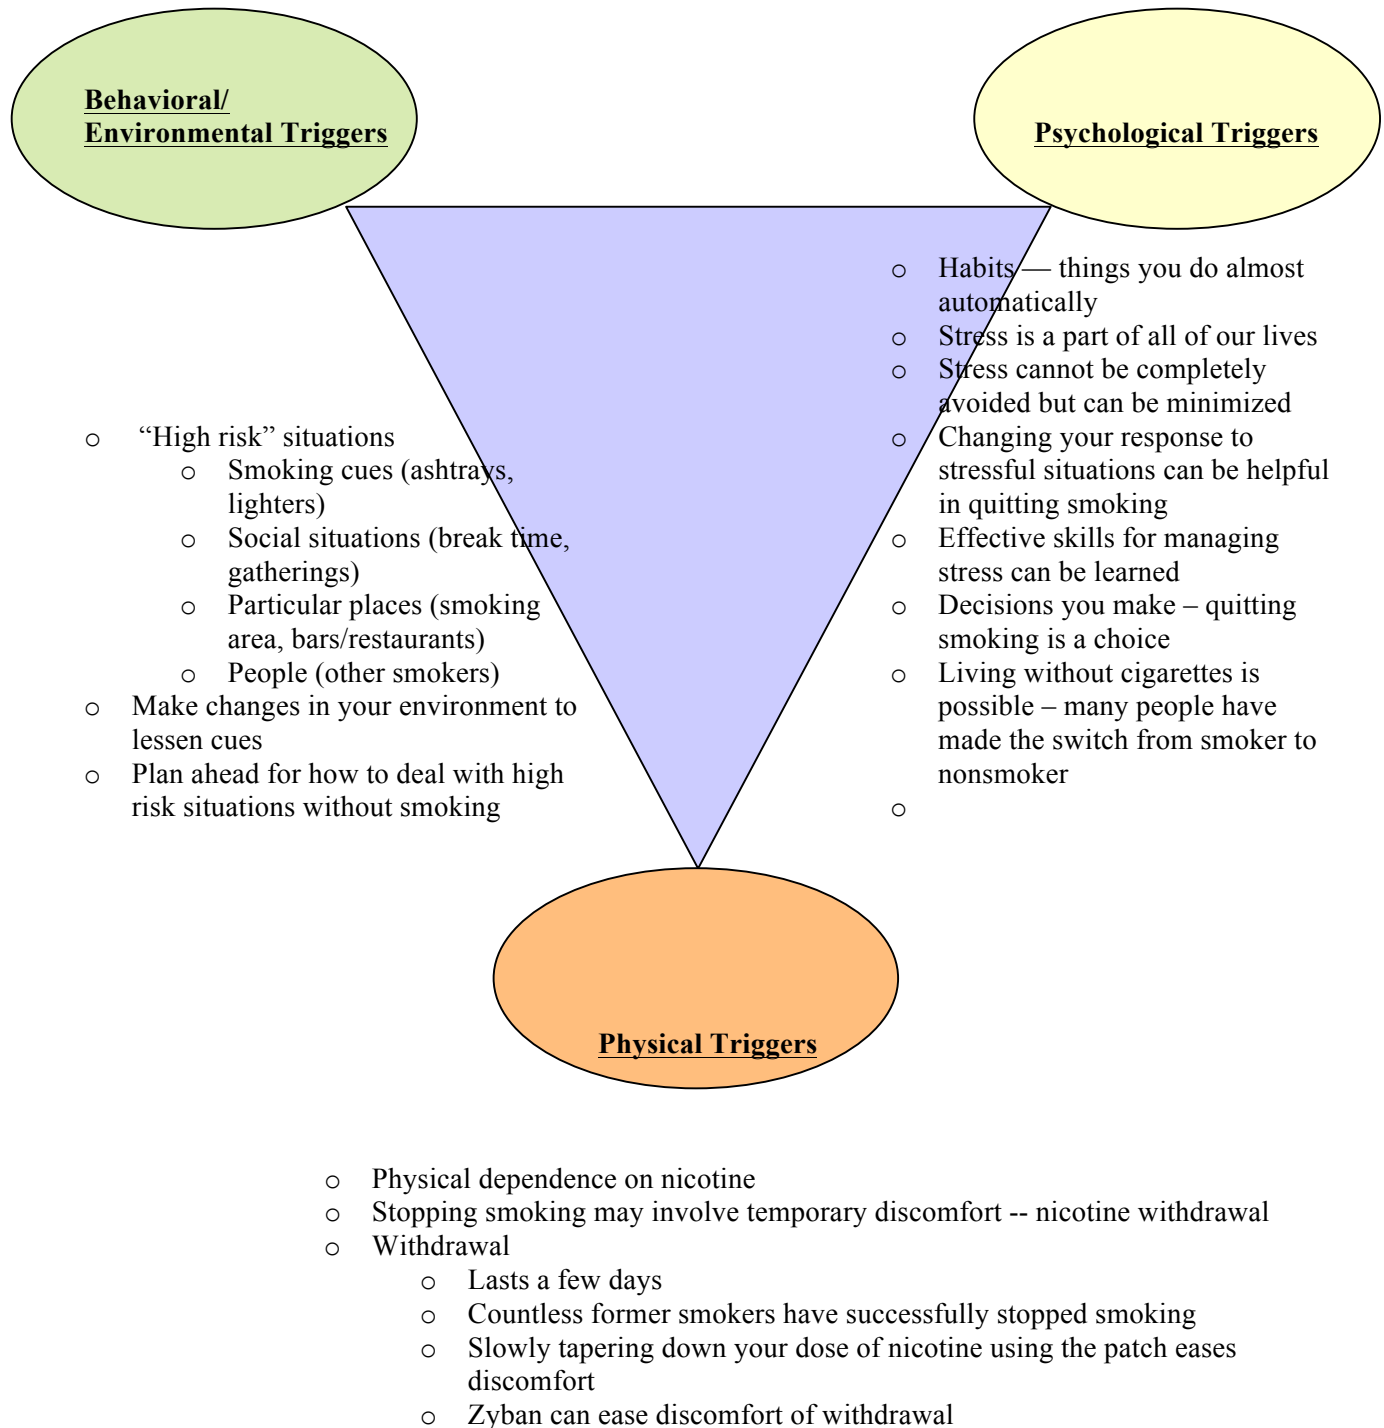 Behavioral/
Environmental Triggers
Psychological Triggers
o “High risk” situations
o Smoking cues (ashtrays,
lighters)
o Social situations (break time,
gatherings)
o Particular places (smoking
area, bars/restaurants)
o People (other smokers)
o Make changes in your environment to
lessen cues
o Plan ahead for how to deal with high
risk situations without smoking
o Habits — things you do almost
automatically
o Stress is a part of all of our lives
o Stress cannot be completely
avoided but can be minimized
o Changing your response to
stressful situations can be helpful
in quitting smoking
o Effective skills for managing
stress can be learned
o Decisions you make – quitting
smoking is a choice
o Living without cigarettes is
possible – many people have
made the switch from smoker to
nonsmoker
o
Physical Triggers
o Physical dependence on nicotine
o Stopping smoking may involve temporary discomfort -- nicotine withdrawal
o Withdrawal
o Lasts a few days
o Countless former smokers have successfully stopped smoking
o Slowly tapering down your dose of nicotine using the patch eases
discomfort
o Zyban can ease discomfort of withdrawal